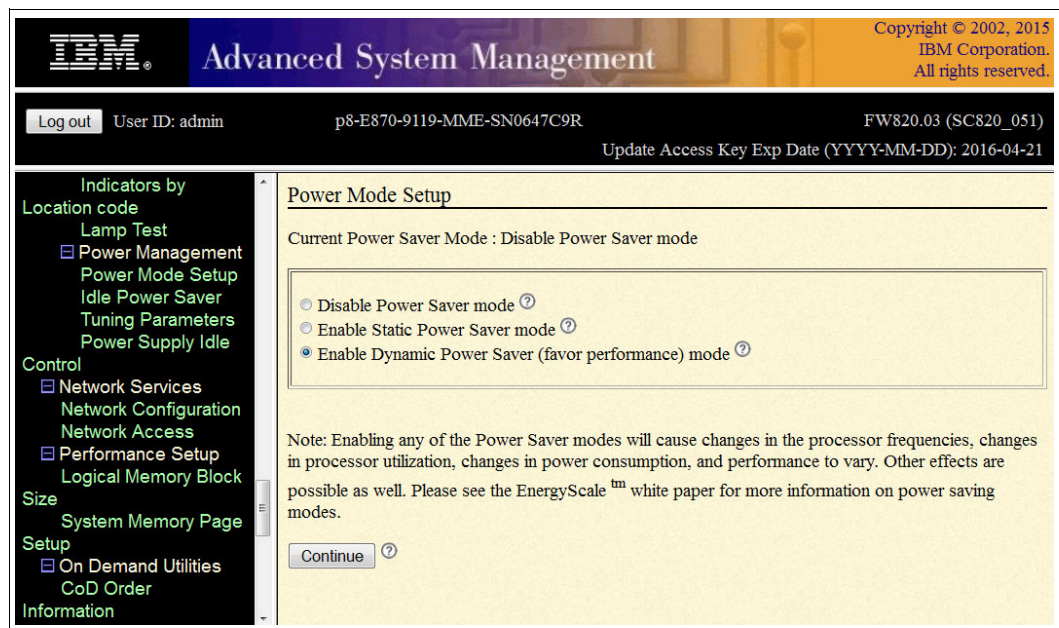 IBM®
Advanced System Management
Copyright © 2002, 2015
IBM Corporation.
All rights reserved.
Log out User ID: admin p8-E870-9119-MME-SN0647C9R FW820.03 (SC820_051)
Update Access Key Exp Date (YYYY-MM-DD): 2016-04-21
Indicators by
Location code
Lamp Test
Power Management
Power Mode Setup
Idle Power Saver
Tuning Parameters
Power Supply Idle
Control
Network Services
Network Configuration
Network Access
Performance Setup
Logical Memory Block
Size
System Memory Page
Setup
On Demand Utilities
CoD Order
Information
Power Mode Setup
Current Power Saver Mode : Disable Power Saver mode
Disable Power Saver mode ?
Enable Static Power Saver mode ?
Enable Dynamic Power Saver (favor performance) mode ?
Note: Enabling any of the Power Saver modes will cause changes in the processor frequencies, changes
in processor utilization, changes in power consumption, and performance to vary. Other effects are
possible as well. Please see the EnergyScale tm white paper for more information on power saving
modes.
Continue ?